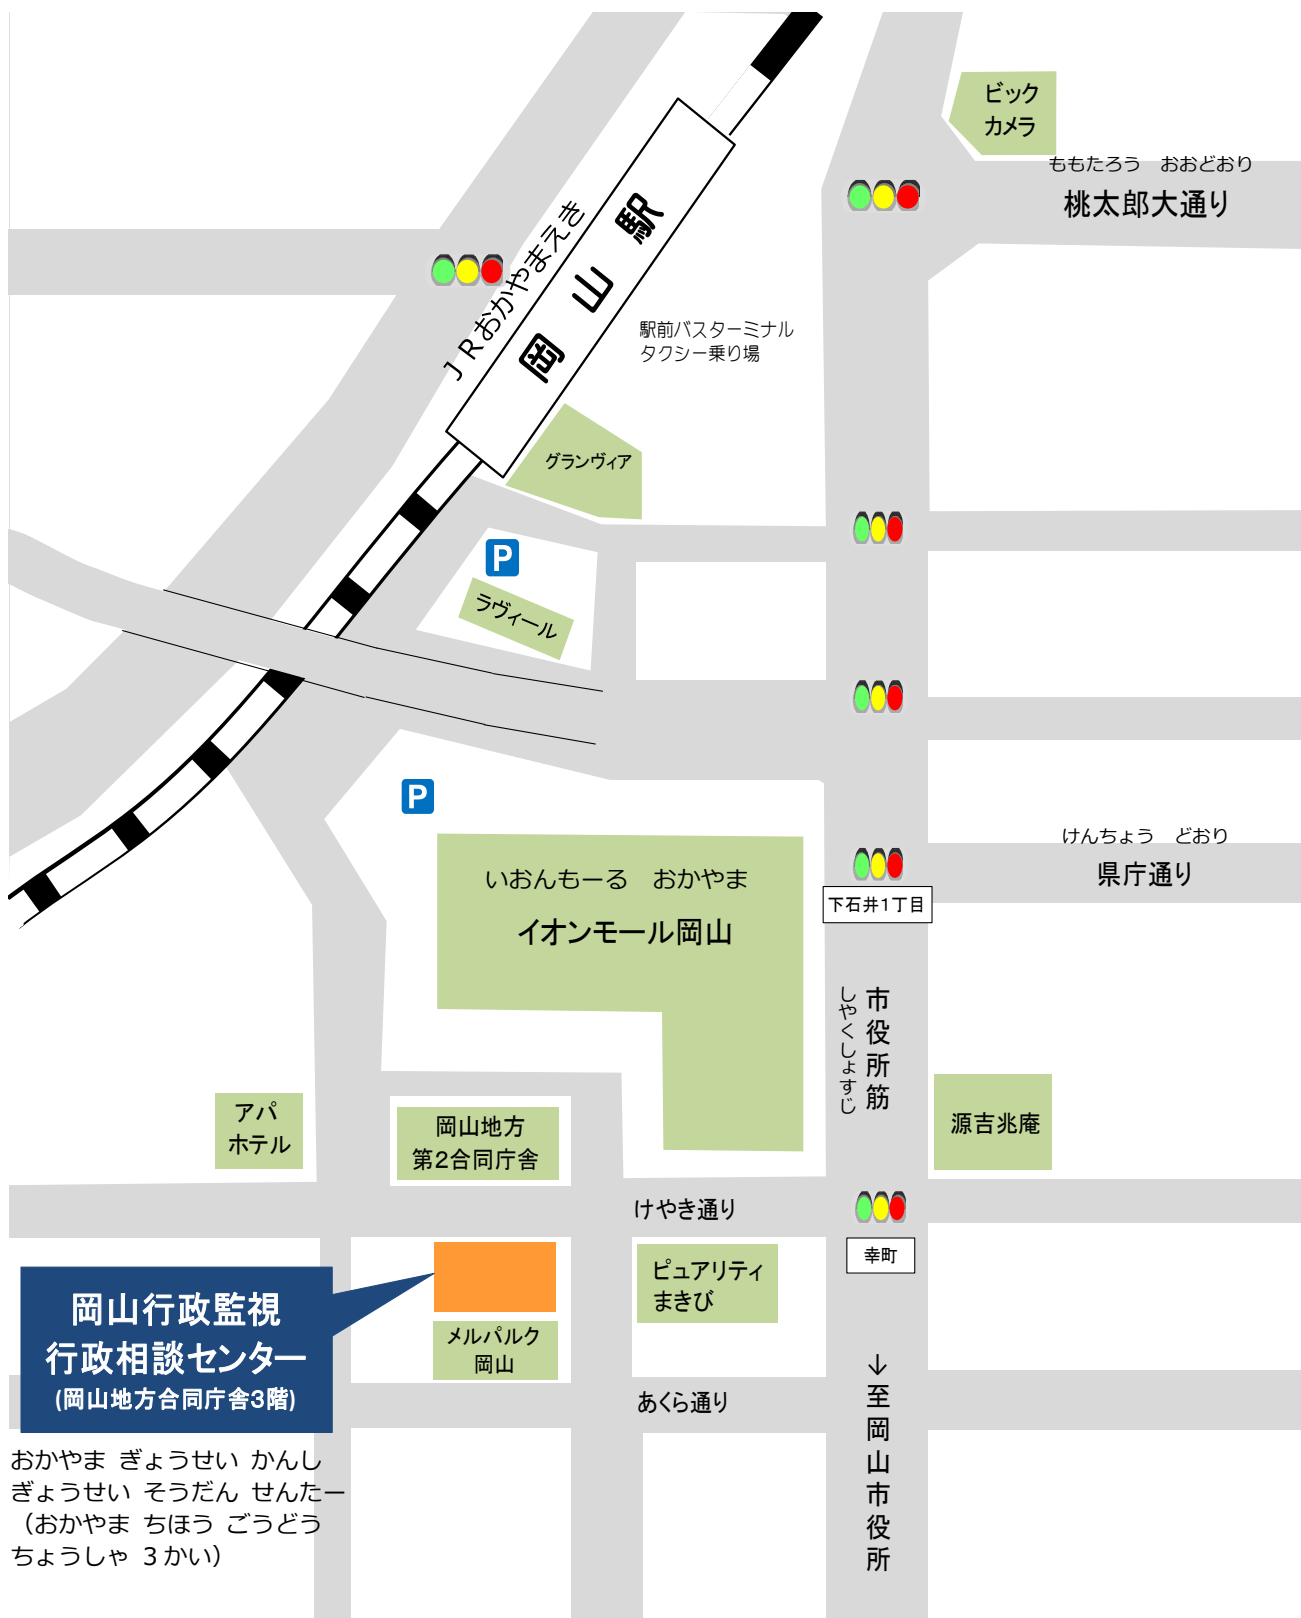 ビック
カメラ
ももたろう おおどおり
桃太郎大通り
JRおかやまえき
岡山駅
駅前バスターミナル
タクシー乗り場
グランヴィア
P
ラヴィール
P
けんちょう どおり
県庁通り
いおんもーる おかやま
イオンモール岡山
下石井1丁目
市役所筋
しやくしょすじ
アパ
ホテル
岡山地方
第2合同庁舎
源吉兆庵
けやき通り
幸町
ピュアリティ
まきび
岡山行政監視
行政相談センター
(岡山地方合同庁舎3階)
メルパルク
岡山
あくら通り
↓至岡山市役所
おかやま ぎょうせい かんし
ぎょうせい そうだん せんたー
（おかやま ちほう ごうどう
ちょうしゃ 3かい）